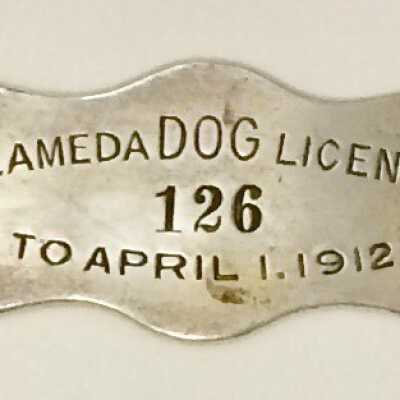 LAMEDA DOG LICEN
126
TO APRIL 1. 1912